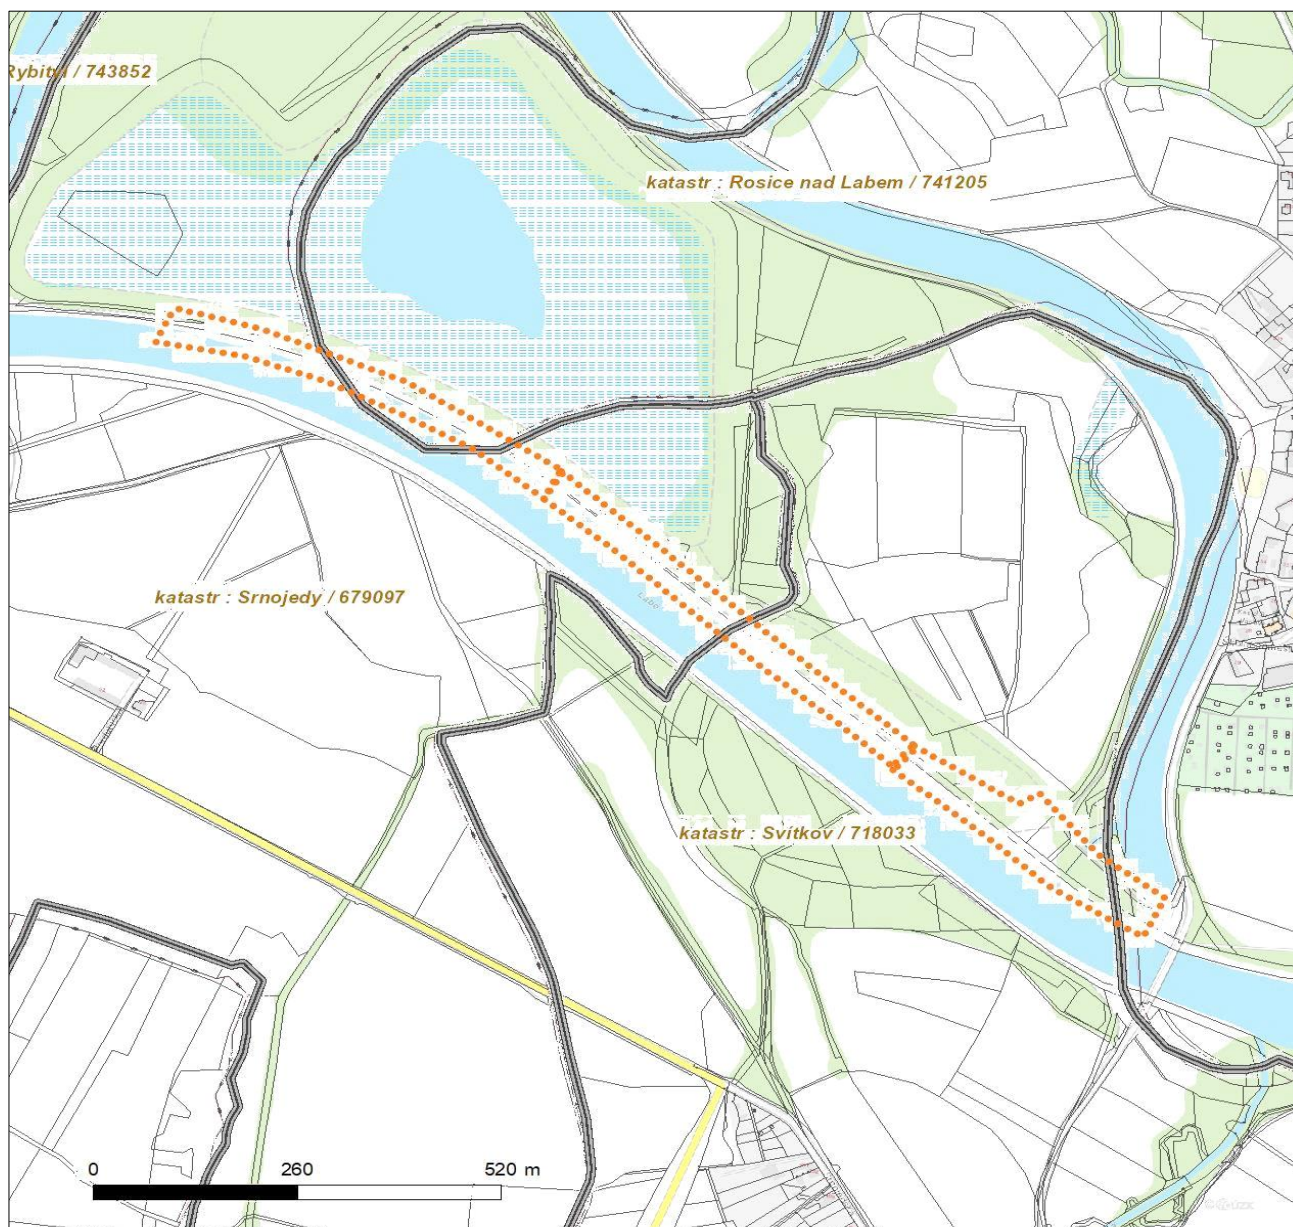 Rybitví / 743852
katastr : Rosice nad Labem / 741205
katastr : Srnojedy / 679097
Labe
katastr : Svítkov / 718033
0 260 520 m